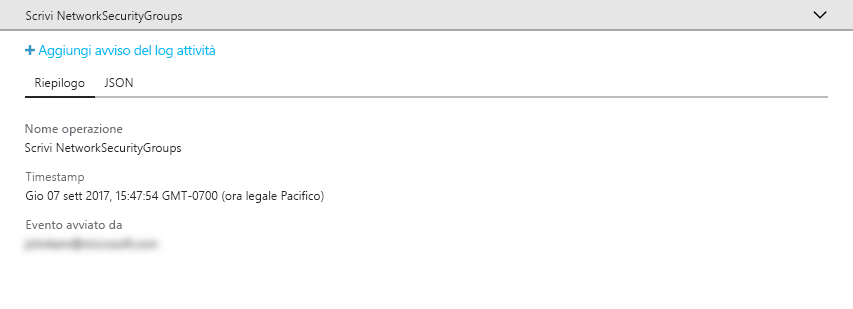 Scrivi NetworkSecurityGroups
+ Aggiungi avviso del log attività
Riepilogo JSON
Nome operazione
Scrivi NetworkSecurityGroups
Timestamp
Gio 07 sett 2017, 15:47:54 GMT-0700 (ora legale Pacifico)
Evento avviato da